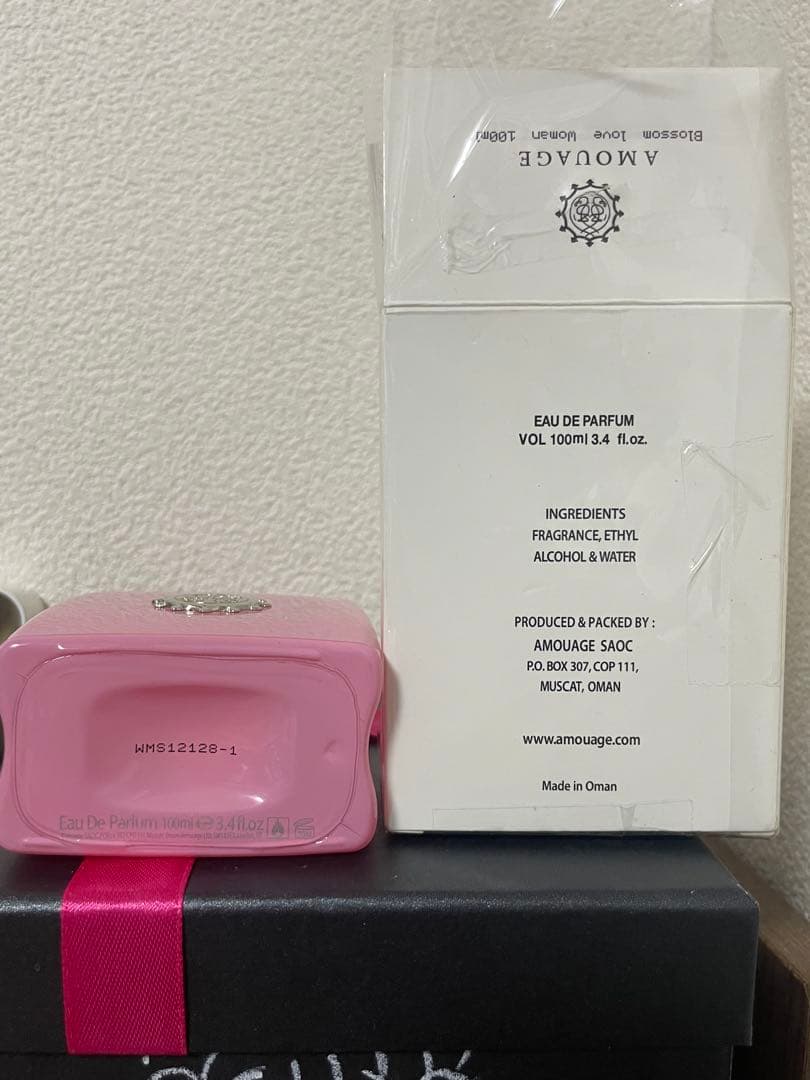 Blossom love Woman 100ml
AMOUAGE
EAU DE PARFUM
VOL 100ml 3.4 fl.oz.
INGREDIENTS
FRAGRANCE, ETHYL
ALCOHOL & WATER
PRODUCED & PACKED BY :
AMOUAGE SAOC
P.O. BOX 307, COP 111,
MUSCAT, OMAN
www.amouage.com
Made in Oman
WMS12128-1
Eau De Parfum 100ml ℮ 3.4fl.oz